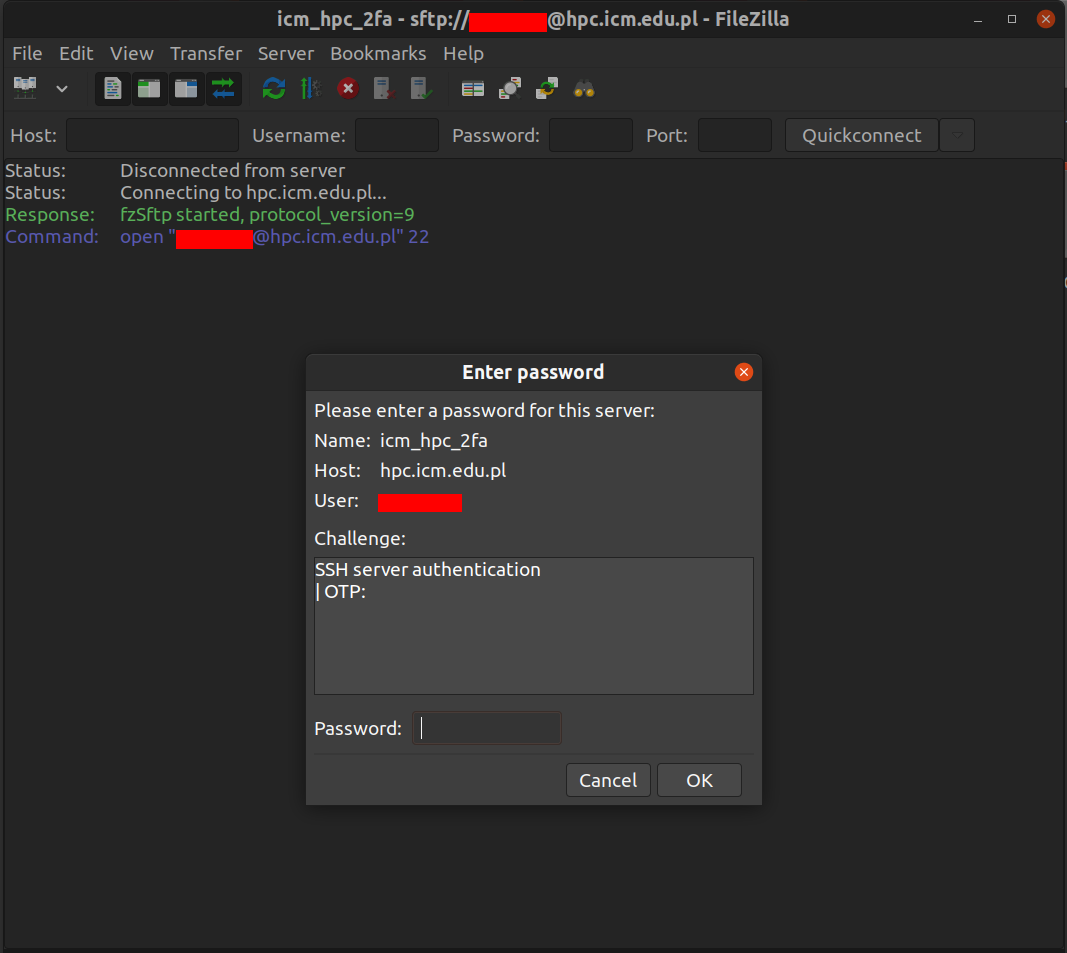 icm_hpc_2fa - sftp://@hpc.icm.edu.pl - FileZilla
File Edit View Transfer Server Bookmarks Help
Host: Username: Password: Port: Quickconnect
Status: Disconnected from server
Status: Connecting to hpc.icm.edu.pl...
Response: fzSftp started, protocol_version=9
Command: open "@hpc.icm.edu.pl" 22
Enter password
Please enter a password for this server:
Name: icm_hpc_2fa
Host: hpc.icm.edu.pl
User:
Challenge:
SSH server authentication
| OTP:
Password:
Cancel OK